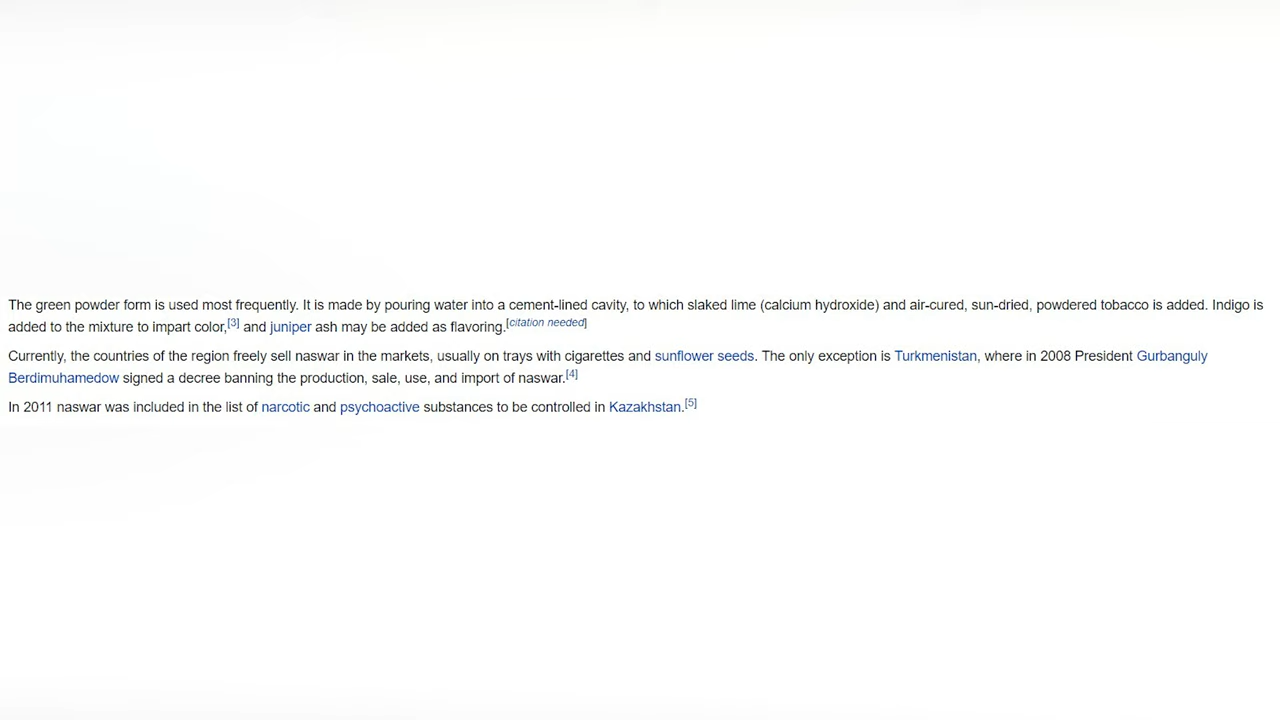 The green powder form is used most frequently. It is made by pouring water into a cement-lined cavity, to which slaked lime (calcium hydroxide) and air-cured, sun-dried, powdered tobacco is added. Indigo is
added to the mixture to impart color,[3] and juniper ash may be added as flavoring.[citation needed]
Currently, the countries of the region freely sell naswar in the markets, usually on trays with cigarettes and sunflower seeds. The only exception is Turkmenistan, where in 2008 President Gurbanguly
Berdimuhamedow signed a decree banning the production, sale, use, and import of naswar.[4]
In 2011 naswar was included in the list of narcotic and psychoactive substances to be controlled in Kazakhstan.[5]